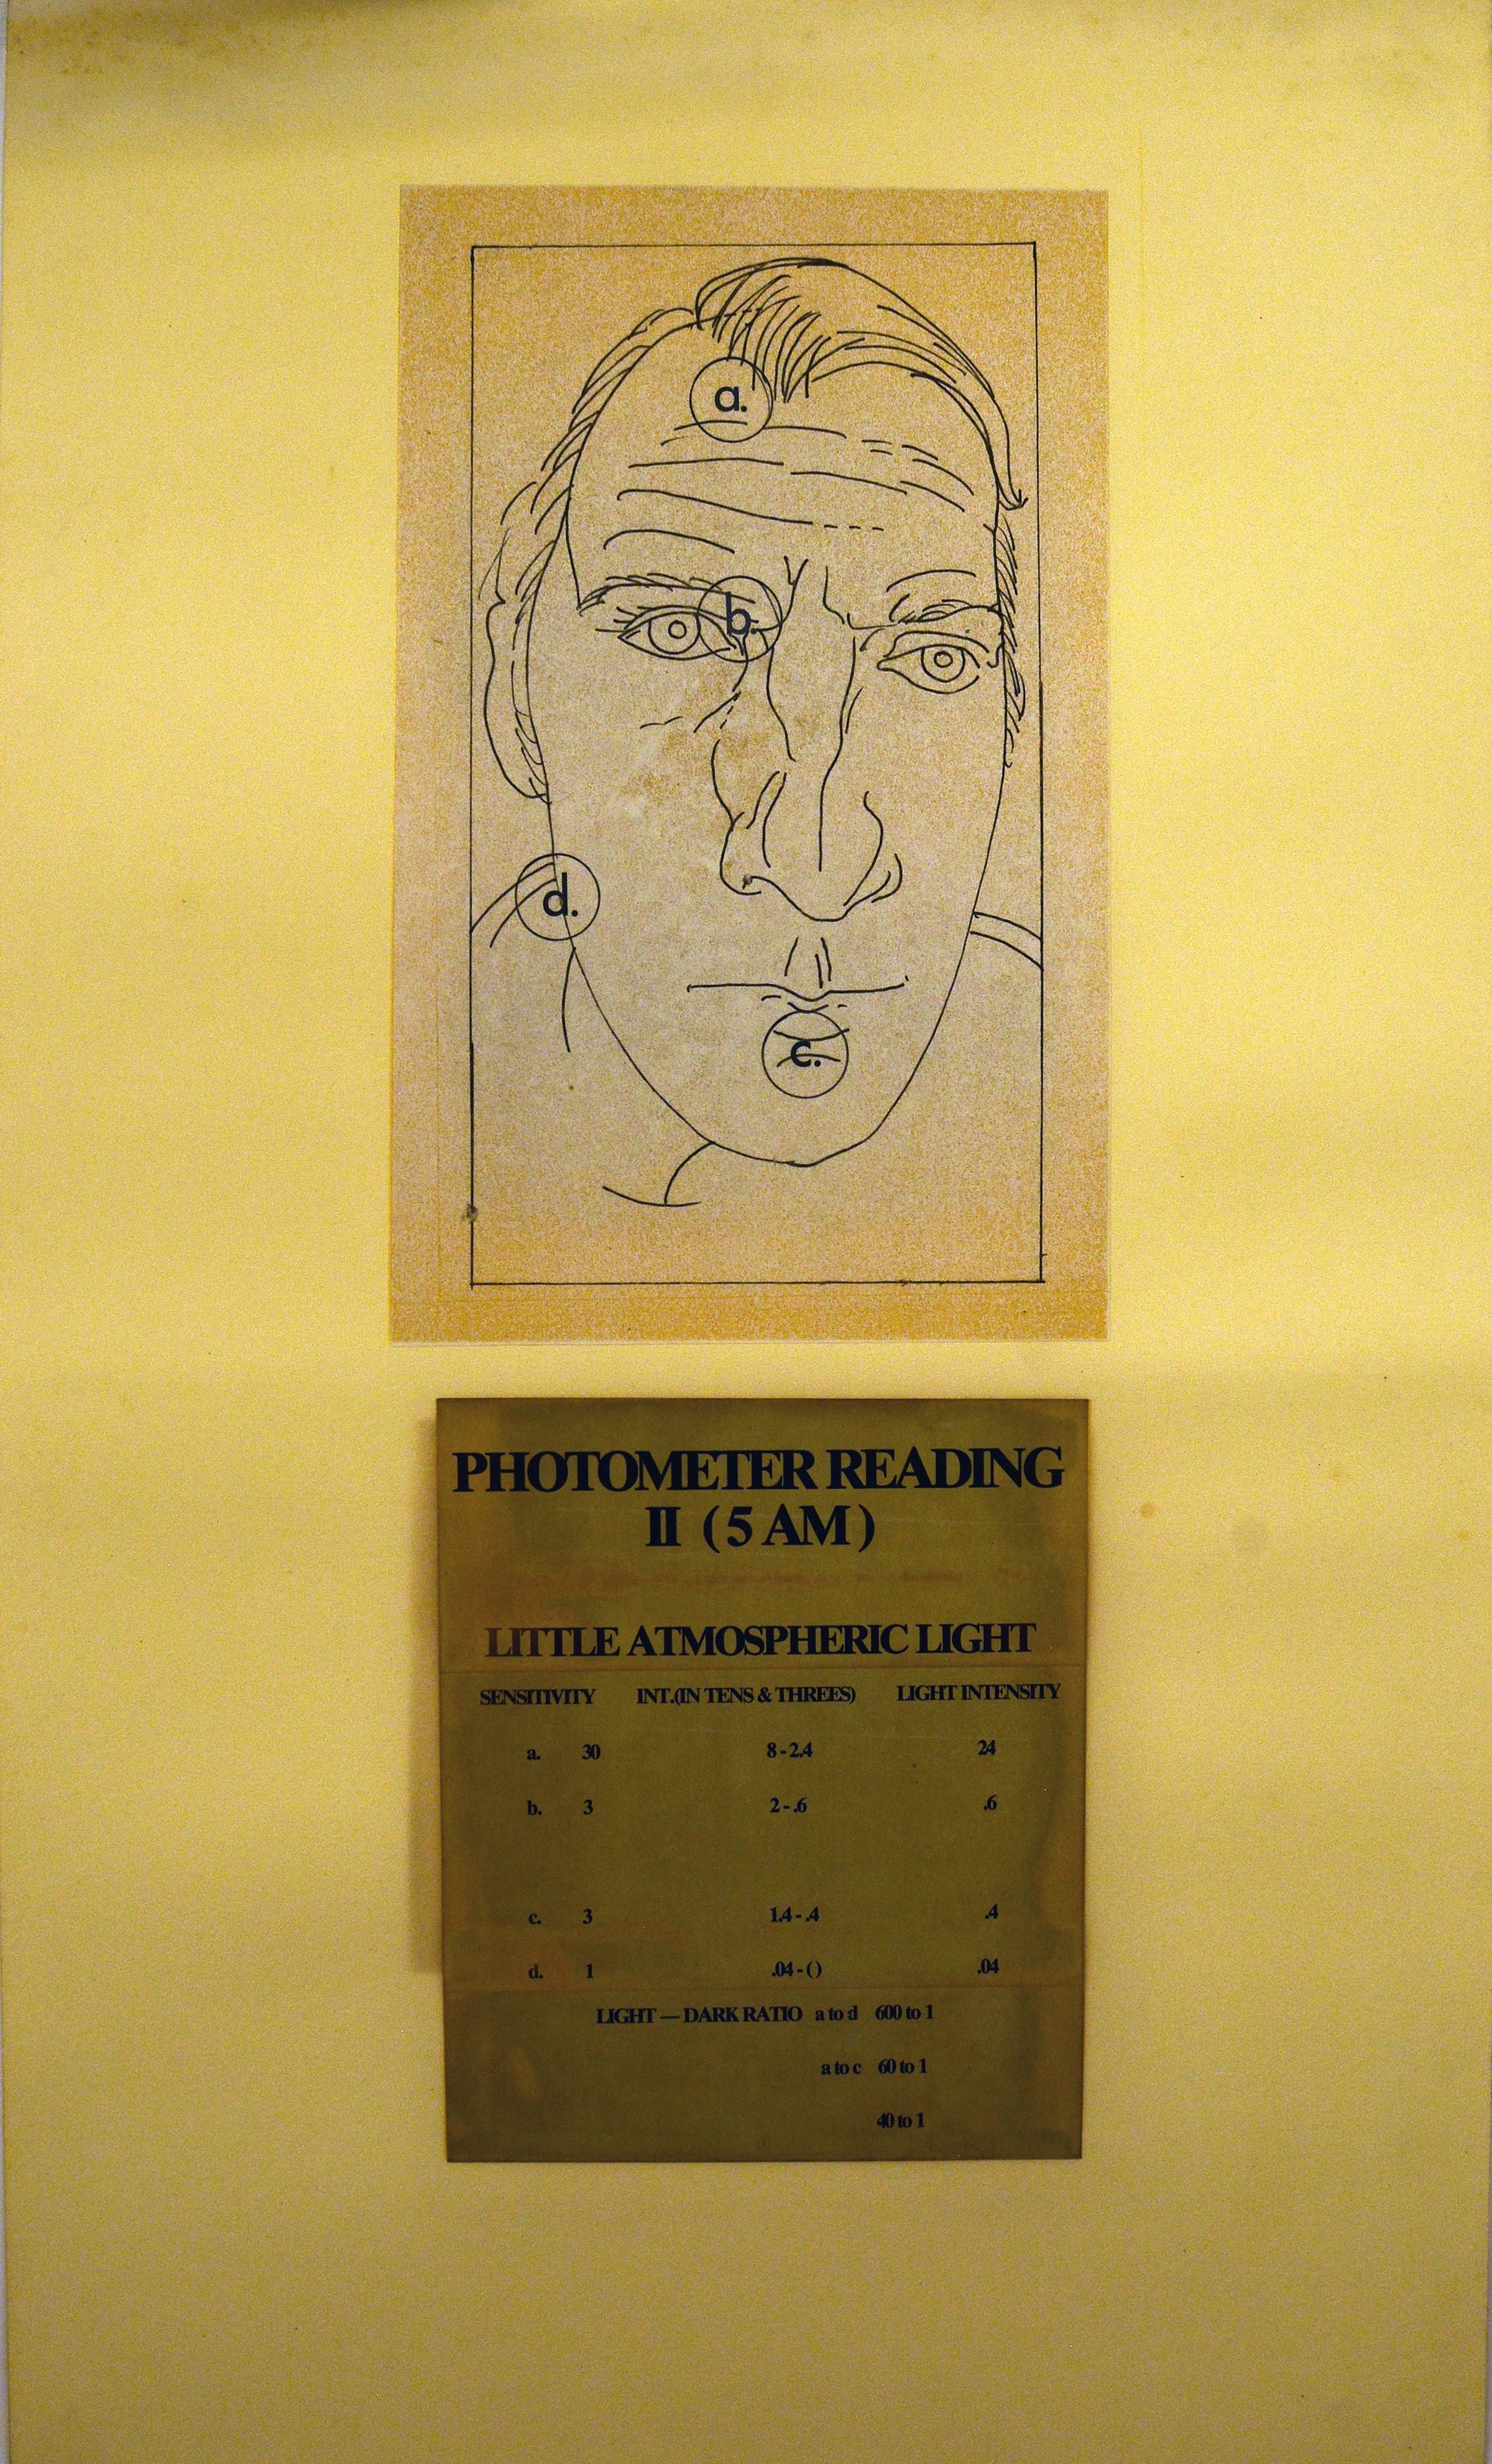 a.
b.
d.
c.
PHOTOMETER READING
II (5 AM)
LITTLE ATMOSPHERIC LIGHT
SENSITIVITY INT.(IN TENS & THREES) LIGHT INTENSITY
a. 30 8-2.4 24
b. 3 2-.6 .6
c. 3 1.4-.4 .4
d. 1 .04-() .04
LIGHT — DARK RATIO a to d 600 to 1
a to c 60 to 1
40 to 1